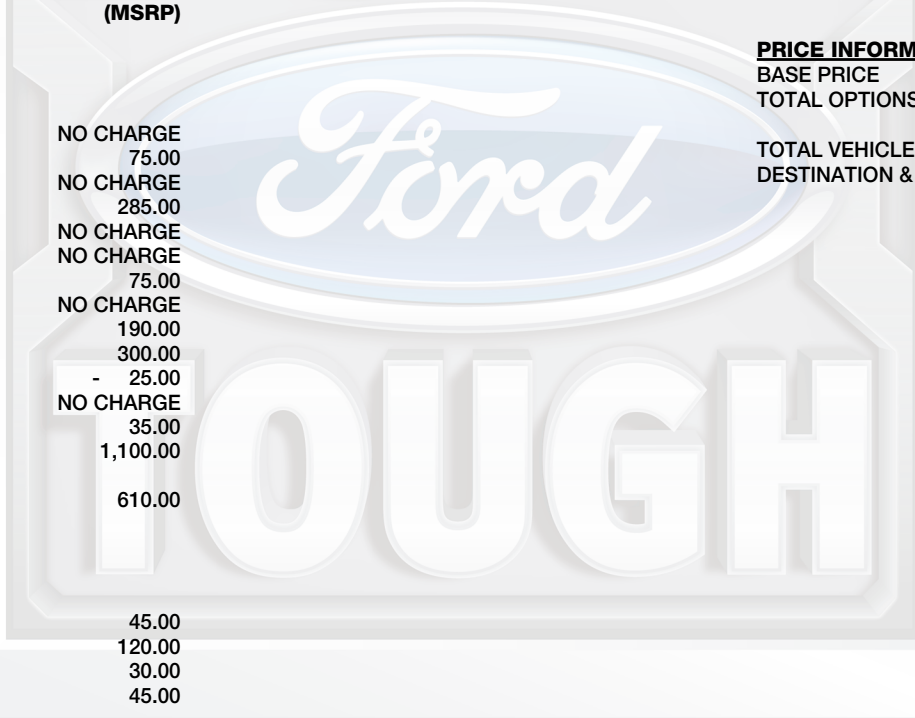 (MSRP)
NO CHARGE
75.00
NO CHARGE
285.00
NO CHARGE
NO CHARGE
75.00
NO CHARGE
190.00
300.00
- 25.00
NO CHARGE
35.00
1,100.00
610.00
45.00
120.00
30.00
45.00
PRICE INFORM
BASE PRICE
TOTAL OPTIONS
TOTAL VEHICLE
DESTINATION &
Ford
TOUGH